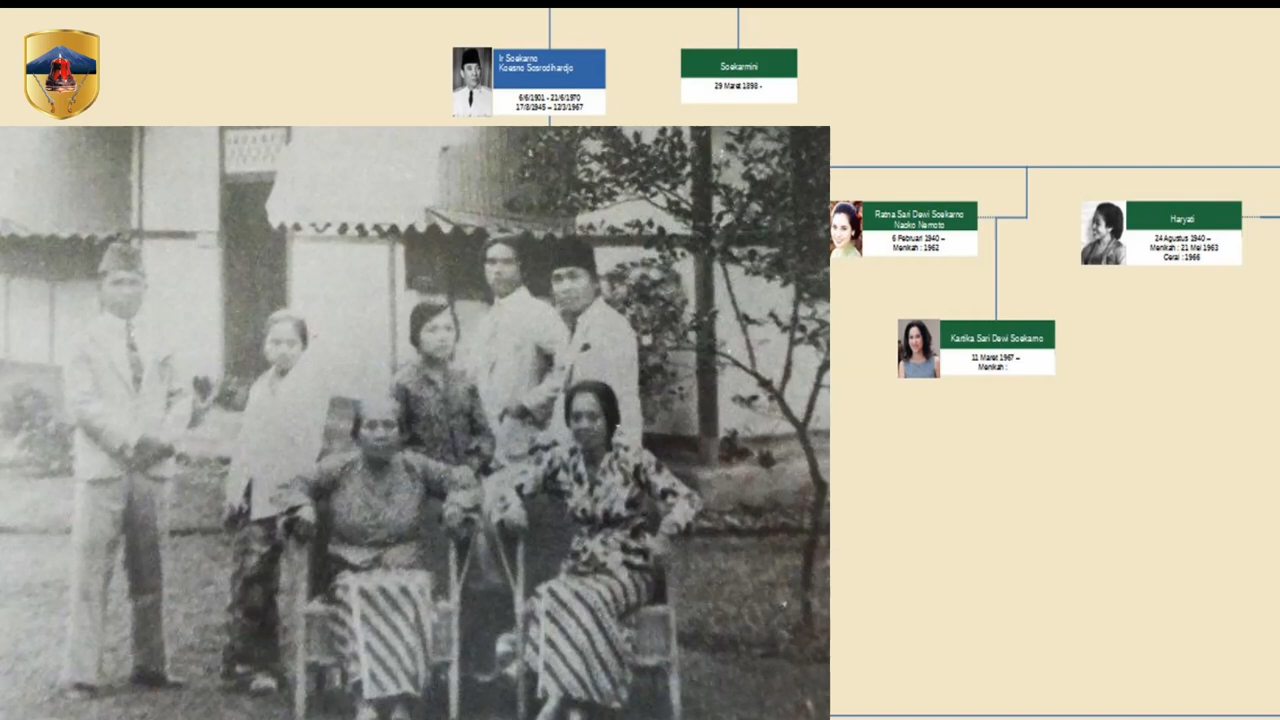 Ir Soekarno
Koesno Sosrodihardjo
6/6/1901 - 21/6/1970
17/8/1945 – 12/3/1967
Soekarmini
29 Maret 1898 -
Ratna Sari Dewi Soekarno
Naoko Nemoto
6 Februari 1940 –
Menikah : 1962
Haryati
24 Agustus 1940 –
Menikah : 21 Mei 1963
Cerai : 1966
Kartika Sari Dewi Soekarno
11 Maret 1967 –
Menikah :